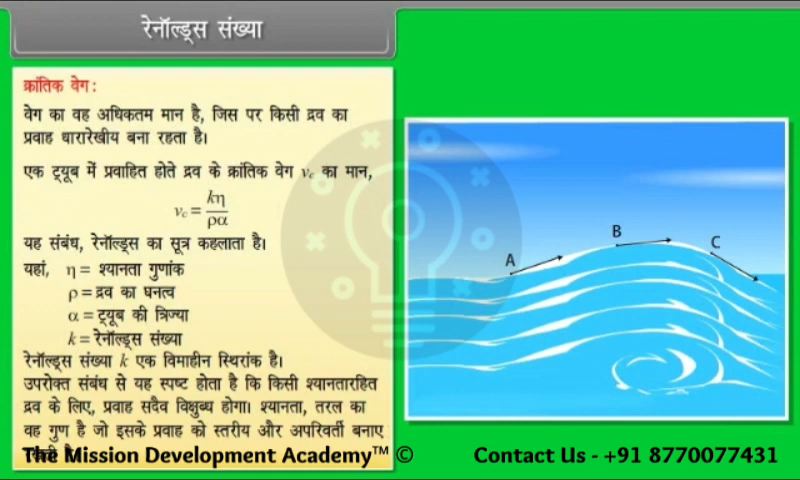 रेनॉल्ड्स संख्या
क्रांतिक वेग :
वेग का वह अधिकतम मान है, जिस पर किसी द्रव का
प्रवाह धारारेखीय बना रहता है।
एक ट्यूब में प्रवाहित होते द्रव के क्रांतिक वेग vc का मान,
vc = kη/ρα
यह संबंध, रेनॉल्ड्स का सूत्र कहलाता है।
यहां, η = श्यानता गुणांक
ρ = द्रव का घनत्व
α = ट्यूब की त्रिज्या
k = रेनॉल्ड्स संख्या
रेनॉल्ड्स संख्या k एक विमाहीन स्थिरांक है।
उपरोक्त संबंध से यह स्पष्ट होता है कि किसी श्यानतारहित
द्रव के लिए, प्रवाह सदैव विक्षुब्ध होगा। श्यानता, तरल का
वह गुण है जो इसके प्रवाह को स्तरीय और अपरिवर्ती बनाए
A
B
C
The Mission Development Academy™ ©
Contact Us - +91 8770077431